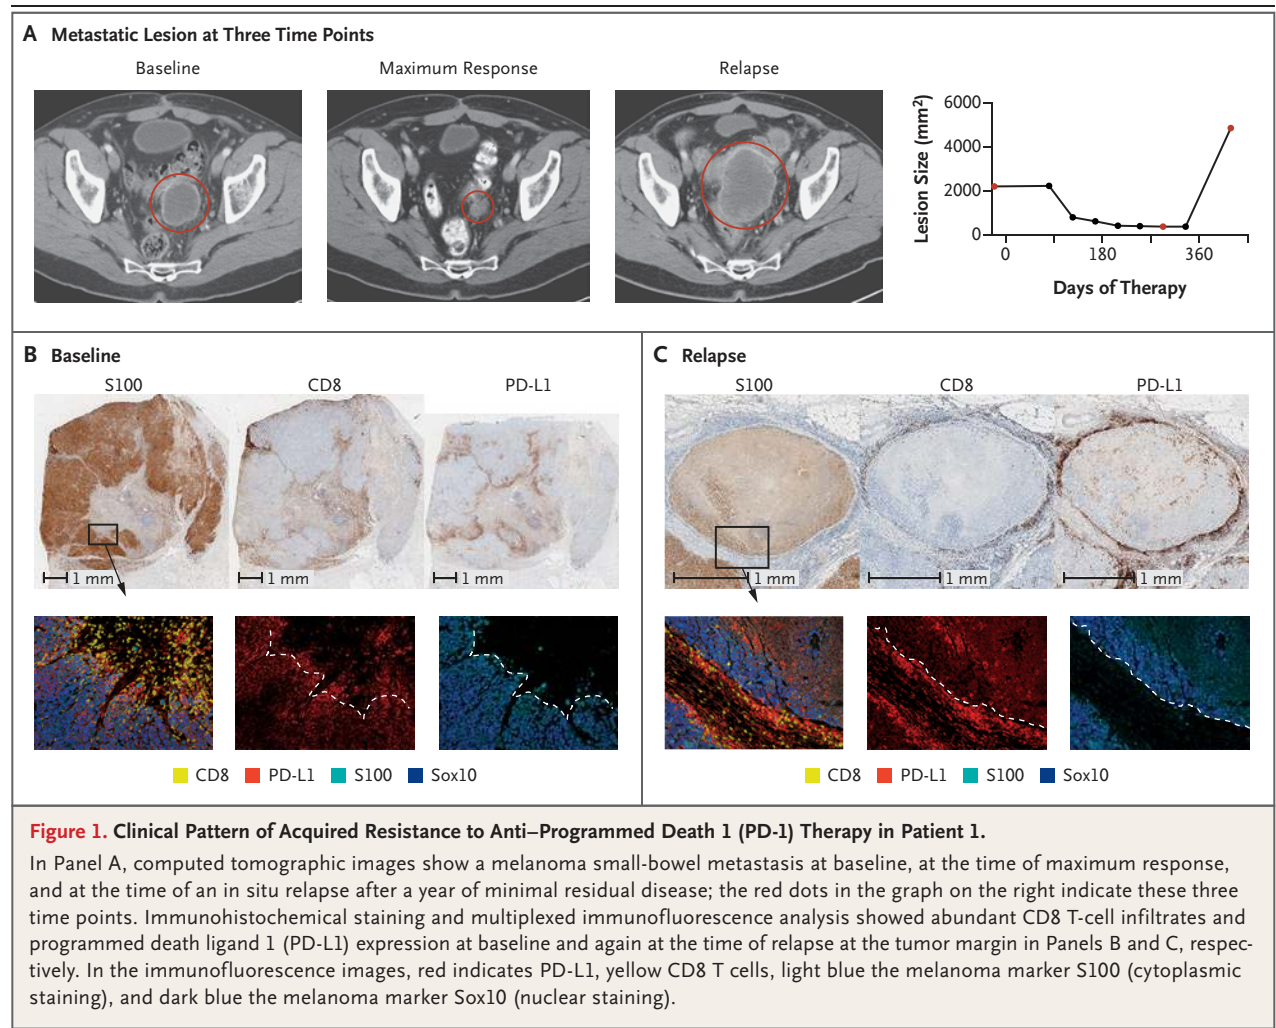 A Metastatic Lesion at Three Time Points
Baseline
Maximum Response
Relapse
Lesion Size (mm²)
6000
4000
2000
0
0
180
360
Days of Therapy
B Baseline
S100
CD8
PD-L1
1 mm
1 mm
1 mm
CD8
PD-L1
S100
Sox10
C Relapse
S100
CD8
PD-L1
1 mm
1 mm
1 mm
CD8
PD-L1
S100
Sox10
Figure 1. Clinical Pattern of Acquired Resistance to Anti–Programmed Death 1 (PD-1) Therapy in Patient 1.
In Panel A, computed tomographic images show a melanoma small-bowel metastasis at baseline, at the time of maximum response,
and at the time of an in situ relapse after a year of minimal residual disease; the red dots in the graph on the right indicate these three
time points. Immunohistochemical staining and multiplexed immunofluorescence analysis showed abundant CD8 T-cell infiltrates and
programmed death ligand 1 (PD-L1) expression at baseline and again at the time of relapse at the tumor margin in Panels B and C, respec-
tively. In the immunofluorescence images, red indicates PD-L1, yellow CD8 T cells, light blue the melanoma marker S100 (cytoplasmic
staining), and dark blue the melanoma marker Sox10 (nuclear staining).